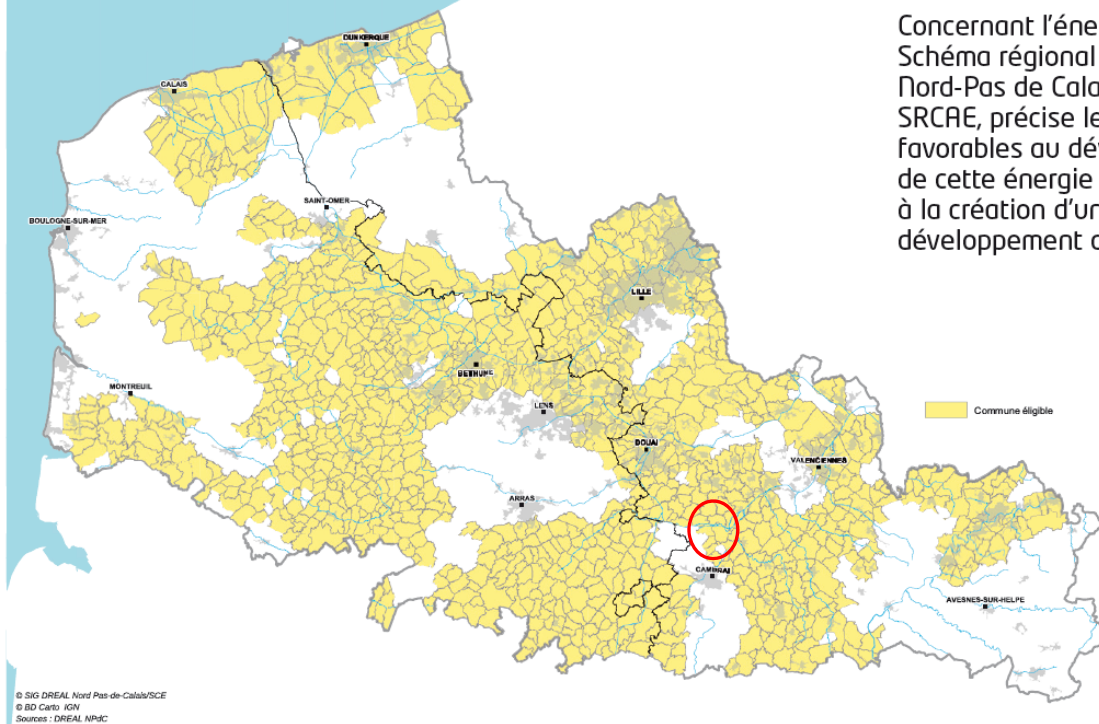 Concernant l'éne
Schéma régional
Nord-Pas de Cala
SRCAE, précise le
favorables au dév
de cette énergie
à la création d'un
développement d
DUNKERQUE
CALAIS
SAINT-OMER
BOULOGNE-SUR-MER
LILLE
BETHUNE
MONTREUIL
LENS
Commune éligible
DOUAI
VALENCIENNES
ARRAS
CAMBRAI
AVESNES-SUR-HELPE
© SIG DREAL Nord Pas-de-Calais/SCE
© BD Carto IGN
Sources : DREAL NPdC